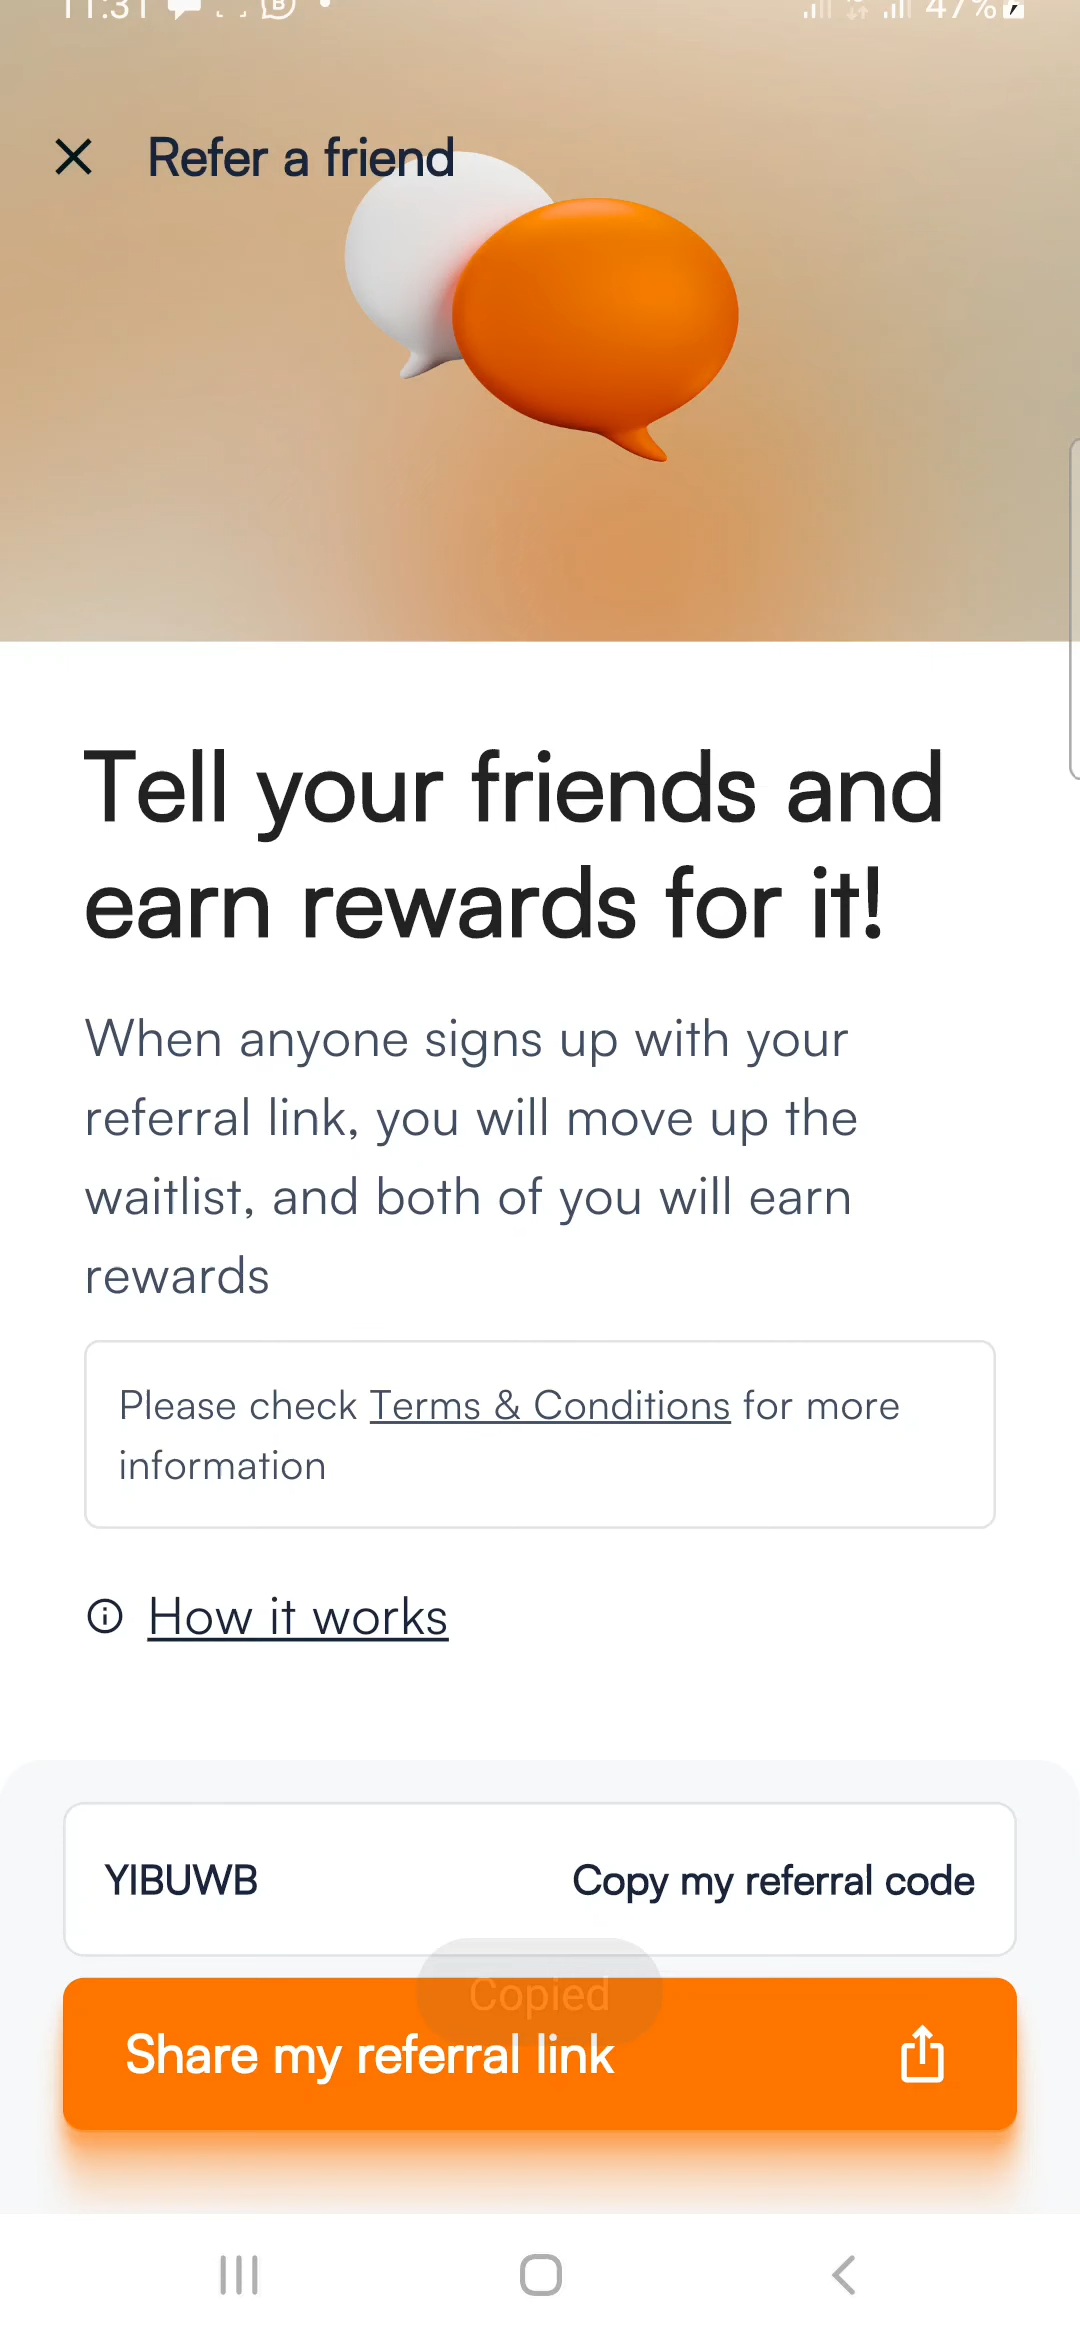 11:31 47%
Refer a friend
Tell your friends and
earn rewards for it!
When anyone signs up with your
referral link, you will move up the
waitlist, and both of you will earn
rewards
Please check Terms & Conditions for more
information
How it works
YIBUWB Copy my referral code
Copied
Share my referral link